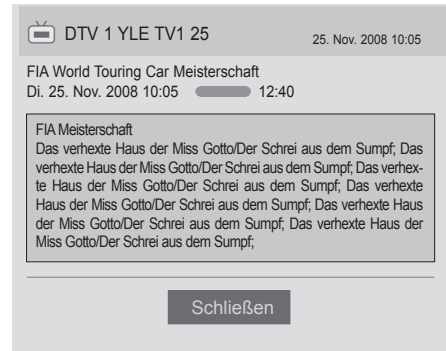 DTV 1 YLE TV1 25
25. Nov. 2008 10:05
FIA World Touring Car Meisterschaft
Di. 25. Nov. 2008 10:05 12:40
FIA Meisterschaft
Das verhexte Haus der Miss Gotto/Der Schrei aus dem Sumpf; Das
verhexte Haus der Miss Gotto/Der Schrei aus dem Sumpf; Das verhex-
te Haus der Miss Gotto/Der Schrei aus dem Sumpf; Das verhexte
Haus der Miss Gotto/Der Schrei aus dem Sumpf; Das verhexte Haus
der Miss Gotto/Der Schrei aus dem Sumpf; Das verhexte Haus der
Miss Gotto/Der Schrei aus dem Sumpf;
Schließen